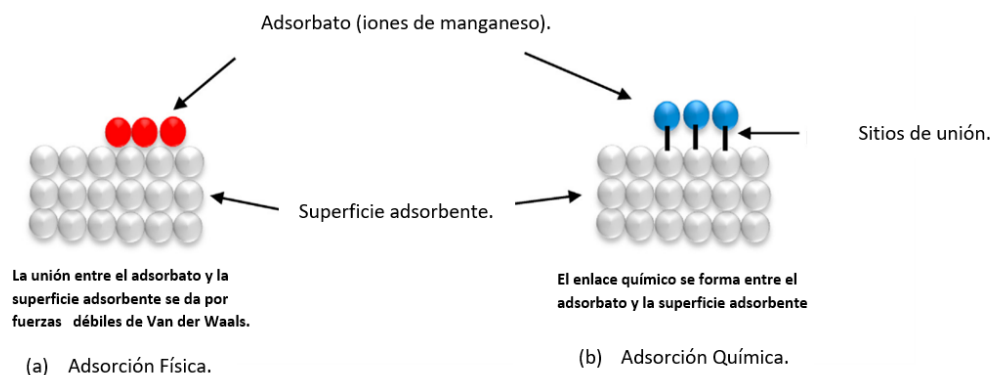 Adsorbato (iones de manganeso).
Sitios de unión.
Superficie adsorbente.
La unión entre el adsorbato y la
superficie adsorbente se da por
fuerzas débiles de Van der Waals.
(a) Adsorción Física.
El enlace químico se forma entre el
adsorbato y la superficie adsorbente
(b) Adsorción Química.